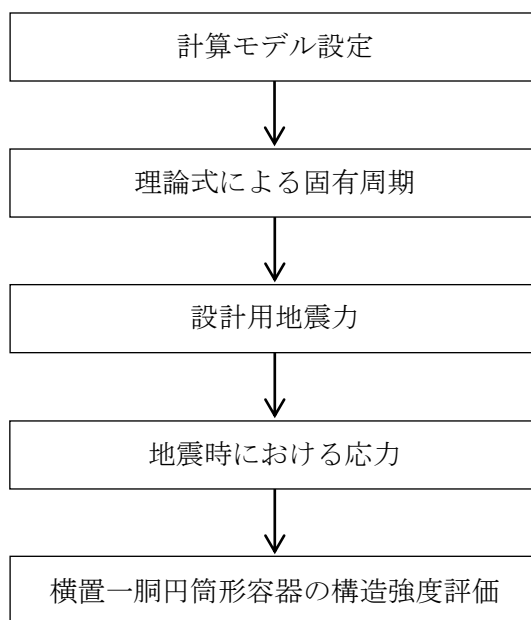 計算モデル設定
理論式による固有周期
設計用地震力
地震時における応力
横置一胴円筒形容器の構造強度評価